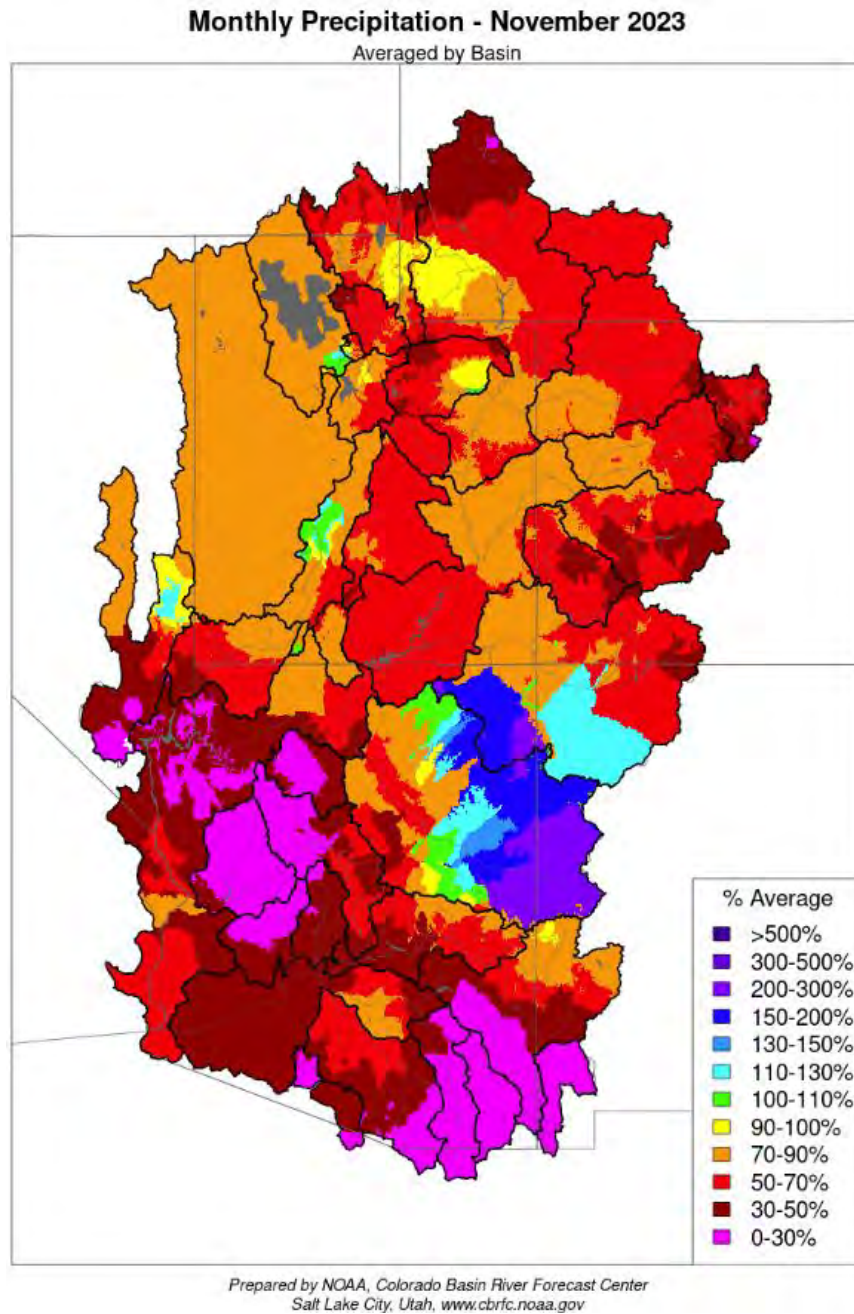 Monthly Precipitation - November 2023
Averaged by Basin
% Average
>500%
300-500%
200-300%
150-200%
130-150%
110-130%
100-110%
90-100%
70-90%
50-70%
30-50%
0-30%
Prepared by NOAA, Colorado Basin River Forecast Center
Salt Lake City, Utah, www.cbrfc.noaa.gov